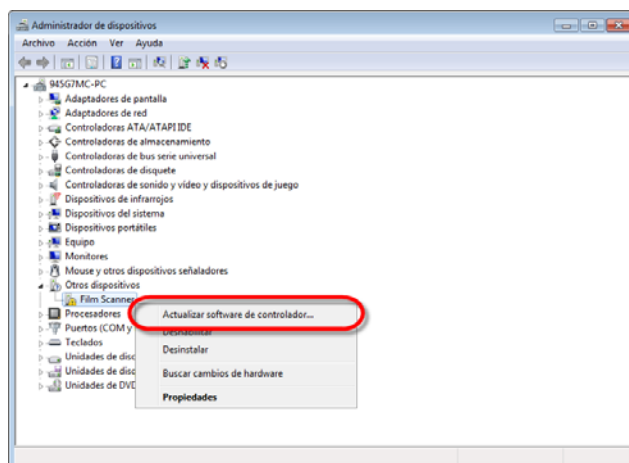 Administrador de dispositivos
Archivo Acción Ver Ayuda
945G7MC-PC
Adaptadores de pantalla
Adaptadores de red
Controladoras ATA/ATAPI IDE
Controladoras de almacenamiento
Controladoras de bus serie universal
Controladoras de disquete
Controladoras de sonido y vídeo y dispositivos de juego
Dispositivos de infrarrojos
Dispositivos del sistema
Dispositivos portátiles
Equipo
Monitores
Mouse y otros dispositivos señaladores
Otros dispositivos
Film Scanner
Procesadores
Actualizar software de controlador...
Puertos (COM y
Deshabilitar
Teclados
Desinstalar
Unidades de disc
Unidades de disc
Buscar cambios de hardware
Unidades de DVD
Propiedades